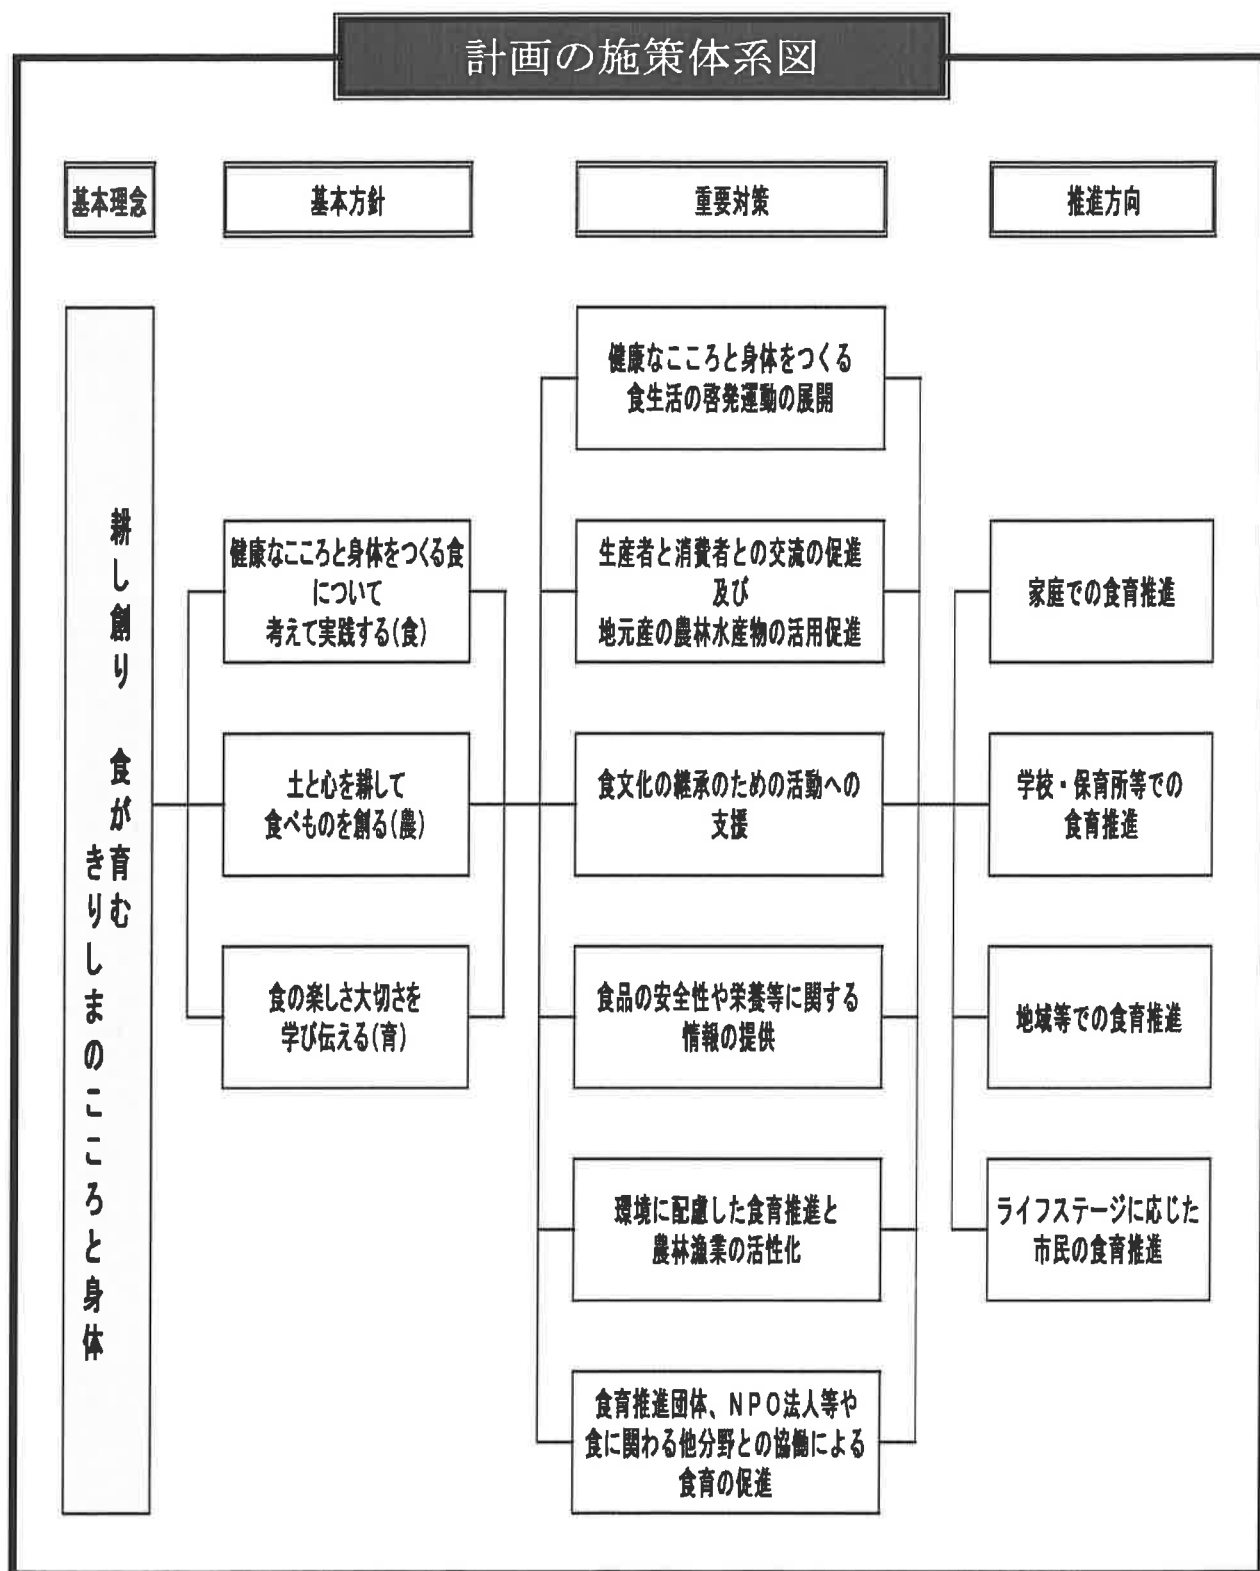 計画の施策体系図
基本理念
基本方針
重要対策
推進方向
耕し創り 食が育む
きりしまのこころと身体
健康なこころと身体をつくる食
について
考えて実践する(食)
土と心を耕して
食べものを創る(農)
食の楽しさ大切さを
学び伝える(育)
健康なこころと身体をつくる
食生活の啓発運動の展開
生産者と消費者との交流の促進
及び
地元産の農林水産物の活用促進
食文化の継承のための活動への
支援
食品の安全性や栄養等に関する
情報の提供
環境に配慮した食育推進と
農林漁業の活性化
食育推進団体、NPO法人等や
食に関わる他分野との協働による
食育の促進
家庭での食育推進
学校・保育所等での
食育推進
地域等での食育推進
ライフステージに応じた
市民の食育推進